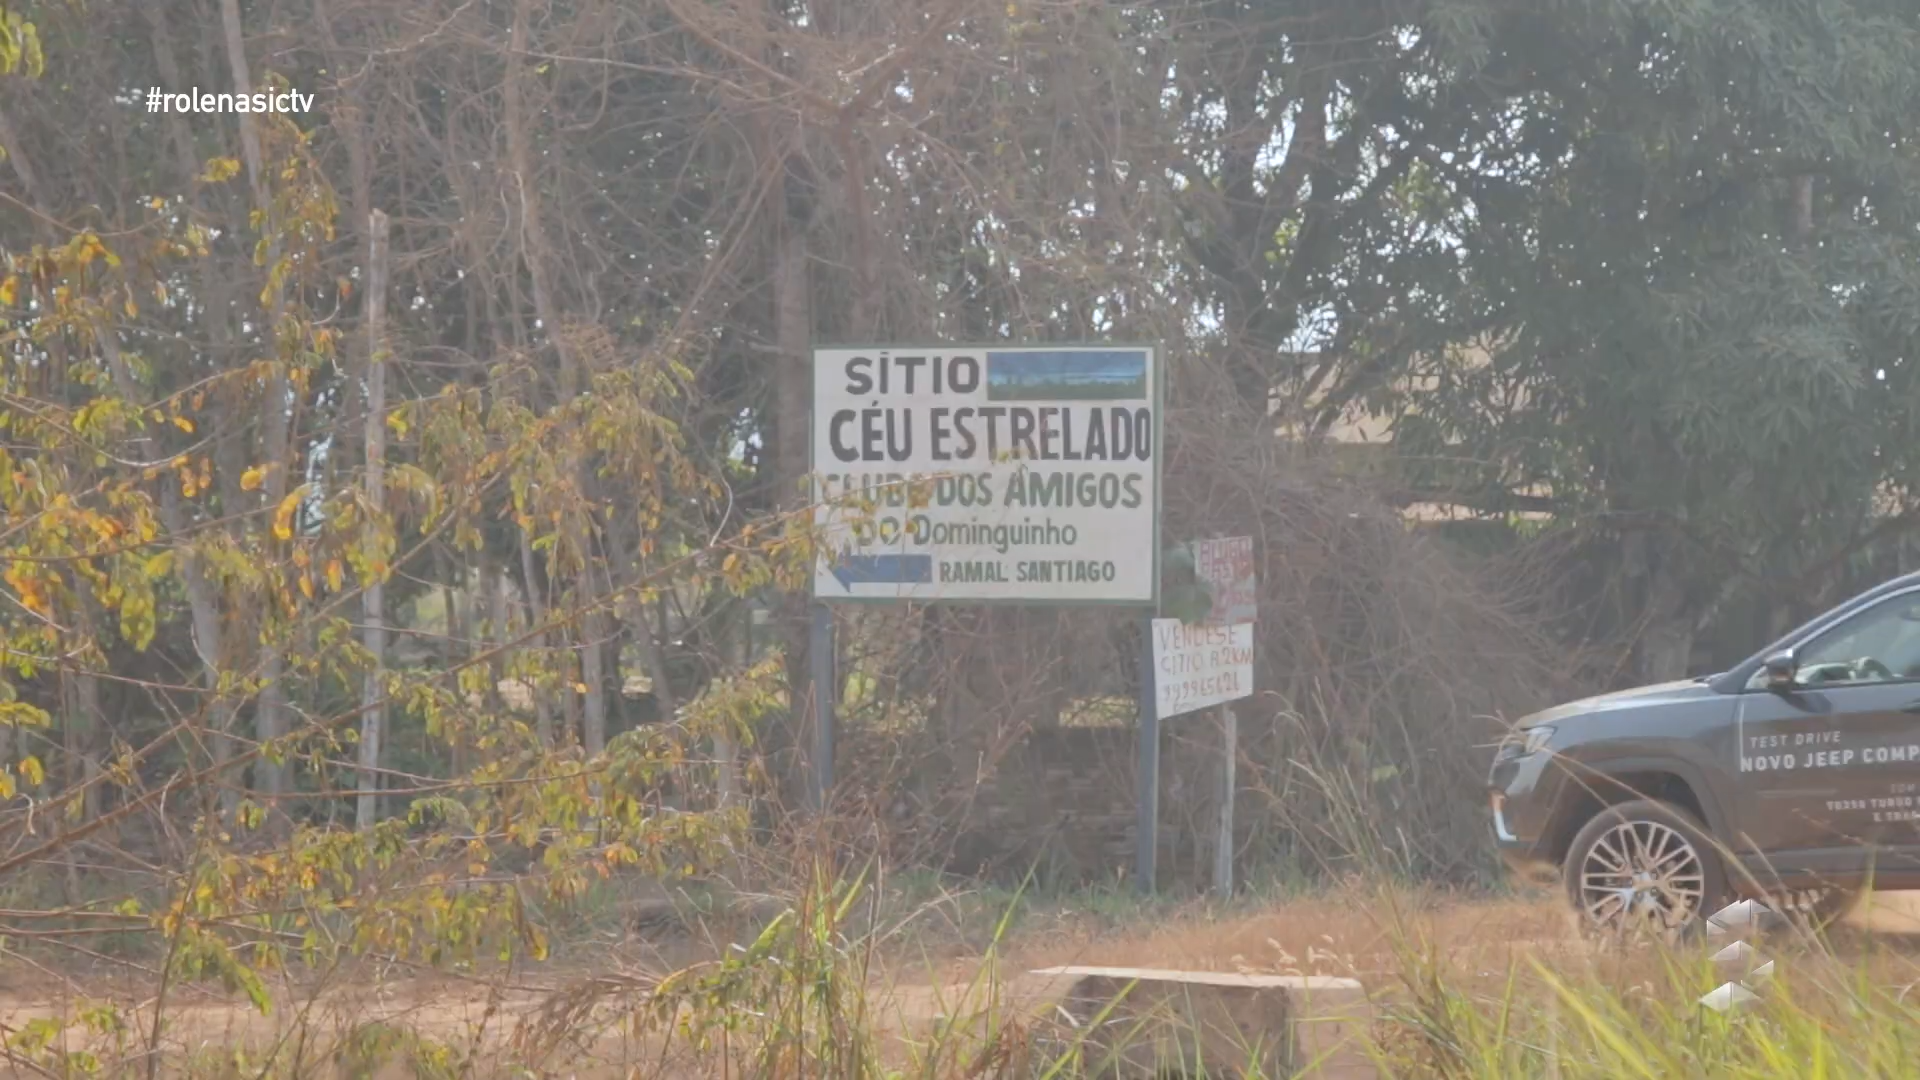 #rolenasictv
SÍTIO
CÉU ESTRELADO
CLUBE DOS AMIGOS
DO Dominguinho
RAMAL SANTIAGO
VENDESE
SITIO A 2KM
TEST DRIVE
NOVO JEEP COMP